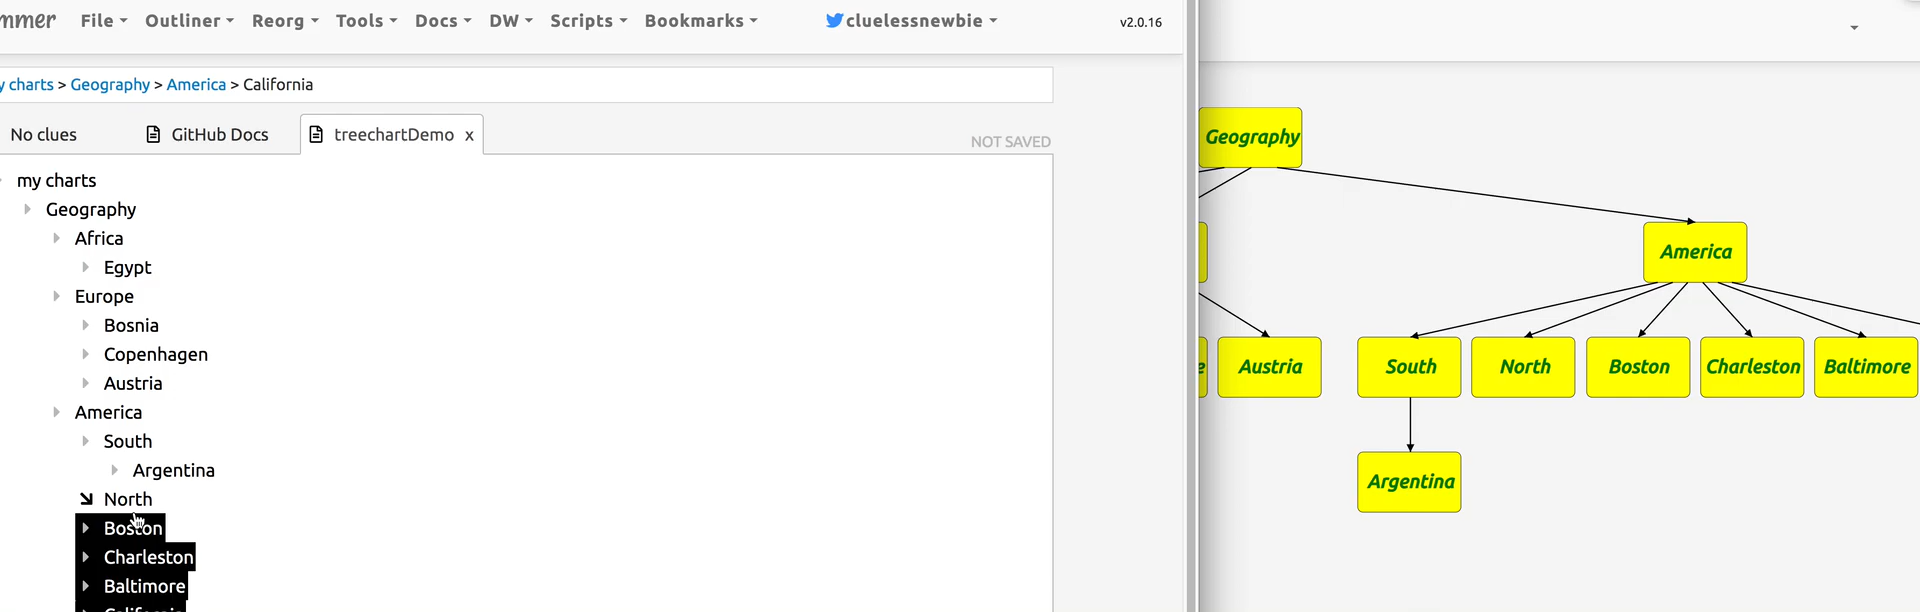 mmer File Outliner Reorg Tools Docs DW Scripts Bookmarks cluelessnewbie v2.0.16
y charts > Geography > America > California
No clues GitHub Docs treechartDemo x NOT SAVED
my charts
Geography
Africa
Egypt
Europe
Bosnia
Copenhagen
Austria
America
South
Argentina
North
Boston
Charleston
Baltimore
California
Geography
America
e Austria South North Boston Charleston Baltimore
Argentina